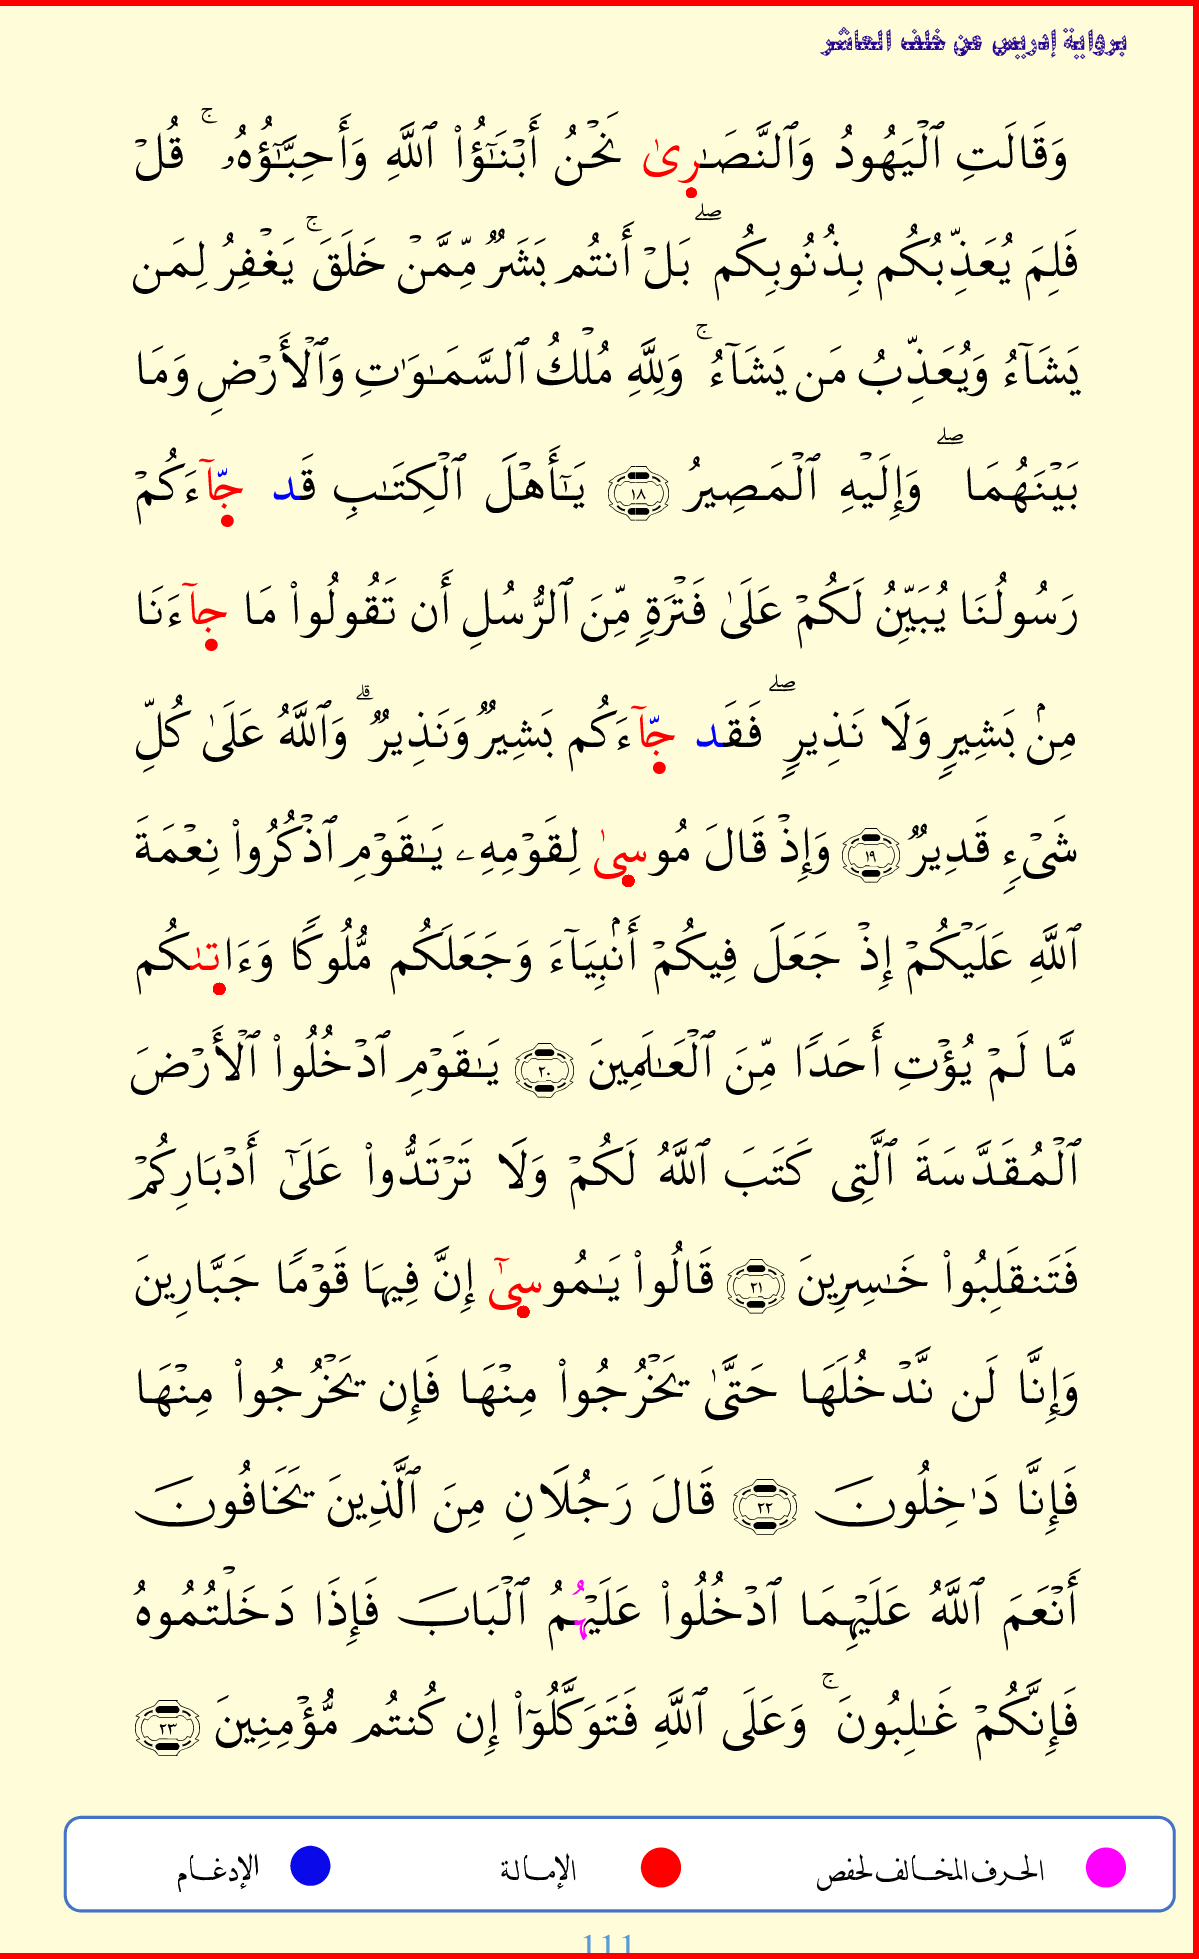 برواية إدريس عن خلف العاشر
وَقَالَتِ ٱلۡيَهُودُ وَٱلنَّصَـٰرِىٰ نَحۡنُ أَبۡنَـٰٓؤُاْ ٱللَّهِ وَأَحِبَّـٰٓؤُهُۥ ۚ قُلۡ
فَلِمَ يُعَذِّبُكُم بِذُنُوبِكُم ۖ بَلۡ أَنتُم بَشَرٌ مِّمَّنۡ خَلَقَ ۚ يَغۡفِرُ لِمَن
يَشَآءُ وَيُعَذِّبُ مَن يَشَآءُ ۚ وَلِلَّهِ مُلۡكُ ٱلسَّمَـٰوَٰتِ وَٱلۡأَرۡضِ وَمَا
بَيۡنَهُمَا ۖ وَإِلَيۡهِ ٱلۡمَصِيرُ ١٨ يَـٰٓأَهۡلَ ٱلۡكِتَـٰبِ قَد جَّآءَكُمۡ
رَسُولُنَا يُبَيِّنُ لَكُمۡ عَلَىٰ فَتۡرَةٍ مِّنَ ٱلرُّسُلِ أَن تَقُولُواْ مَا جآءَنَا
مِنۢ بَشِيرٍ وَلَا نَذِيرٍ ۖ فَقَد جَّآءَكُم بَشِيرٌ وَنَذِيرٌ ۗ وَٱللَّهُ عَلَىٰ كُلِّ
شَىۡءٍ قَدِيرٌ ١٩ وَإِذۡ قَالَ مُوسِىٰ لِقَوۡمِهِۦ يَـٰقَوۡمِ ٱذۡكُرُواْ نِعۡمَةَ
ٱللَّهِ عَلَيۡكُمۡ إِذۡ جَعَلَ فِيكُمۡ أَنۢبِيَآءَ وَجَعَلَكُم مُّلُوكًا وَءَاتىٰكُم
مَّا لَمۡ يُؤۡتِ أَحَدًا مِّنَ ٱلۡعَـٰلَمِينَ ٢٠ يَـٰقَوۡمِ ٱدۡخُلُواْ ٱلۡأَرۡضَ
ٱلۡمُقَدَّسَةَ ٱلَّتِى كَتَبَ ٱللَّهُ لَكُمۡ وَلَا تَرۡتَدُّواْ عَلَىٰٓ أَدۡبَارِكُمۡ
فَتَنقَلِبُواْ خَـٰسِرِينَ ٢١ قَالُواْ يَـٰمُوسِىٰٓ إِنَّ فِيهَا قَوۡمًا جَبَّارِينَ
وَإِنَّا لَن نَّدۡخُلَهَا حَتَّىٰ يَخۡرُجُواْ مِنۡهَا فَإِن يَخۡرُجُواْ مِنۡهَا
فَإِنَّا دَٰخِلُونَ ٢٢ قَالَ رَجُلَانِ مِنَ ٱلَّذِينَ يَخَافُونَ
أَنۡعَمَ ٱللَّهُ عَلَيۡهِمَا ٱدۡخُلُواْ عَلَيۡهُمُ ٱلۡبَابَ فَإِذَا دَخَلۡتُمُوهُ
فَإِنَّكُمۡ غَـٰلِبُونَ ۚ وَعَلَى ٱللَّهِ فَتَوَكَّلُوٓاْ إِن كُنتُم مُّؤۡمِنِينَ ٢٣
الحرف المخالف لحفص الإمالة الإدغام
111